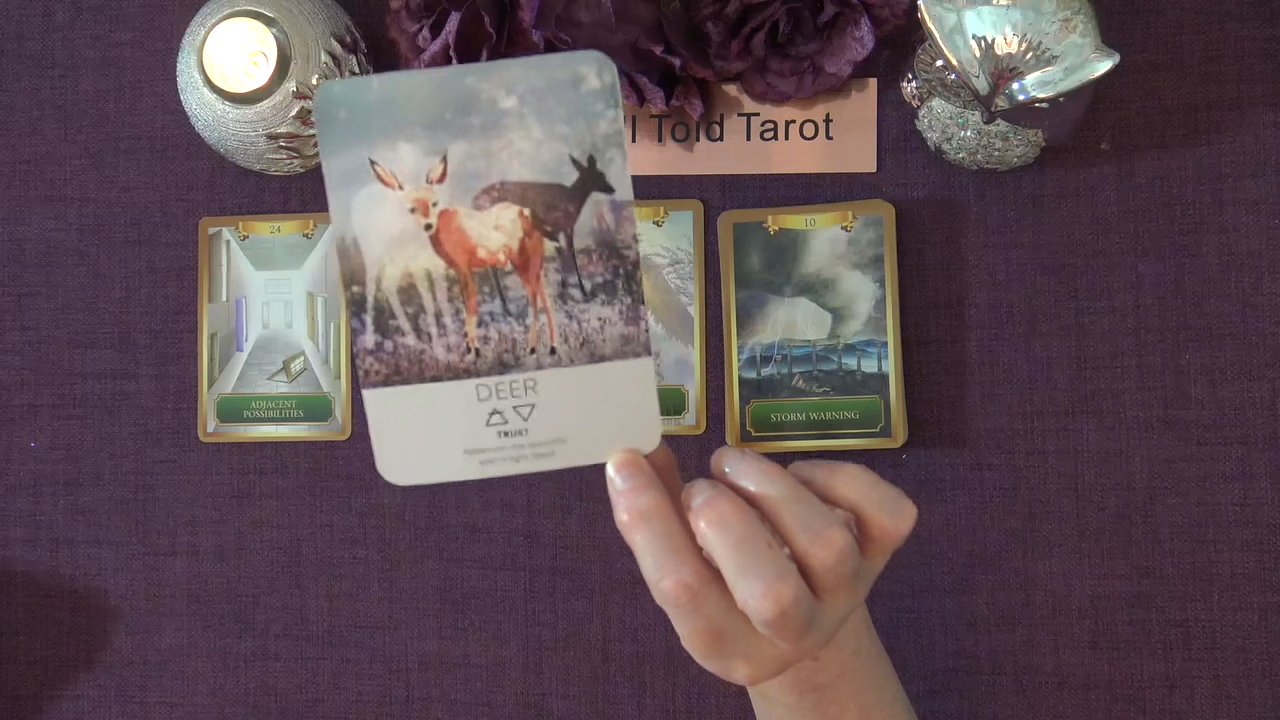 'l Told Tarot
24
10
ADJACENT
POSSIBILITIES
STORM WARNING
DEER
TRUST